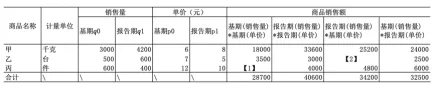 商品名称 计量单位 销售量 单价（元） 商品销售额
基期q0 报告期q1 基期p0 报告期p1 基期(销售量)*基期(单价) 报告期(销售量)*报告期(单价) 报告期(销售量)*基期(单价) 基期(销售量)*报告期(单价)
甲 千克 3000 4200 6 8 18000 33600 25200 24000
乙 台 500 600 7 5 3500 3000 【2】 2500
丙 件 600 400 12 10 【1】 4000 4800 6000
合计 \ \ \ \ \ 28700 40600 34200 32500